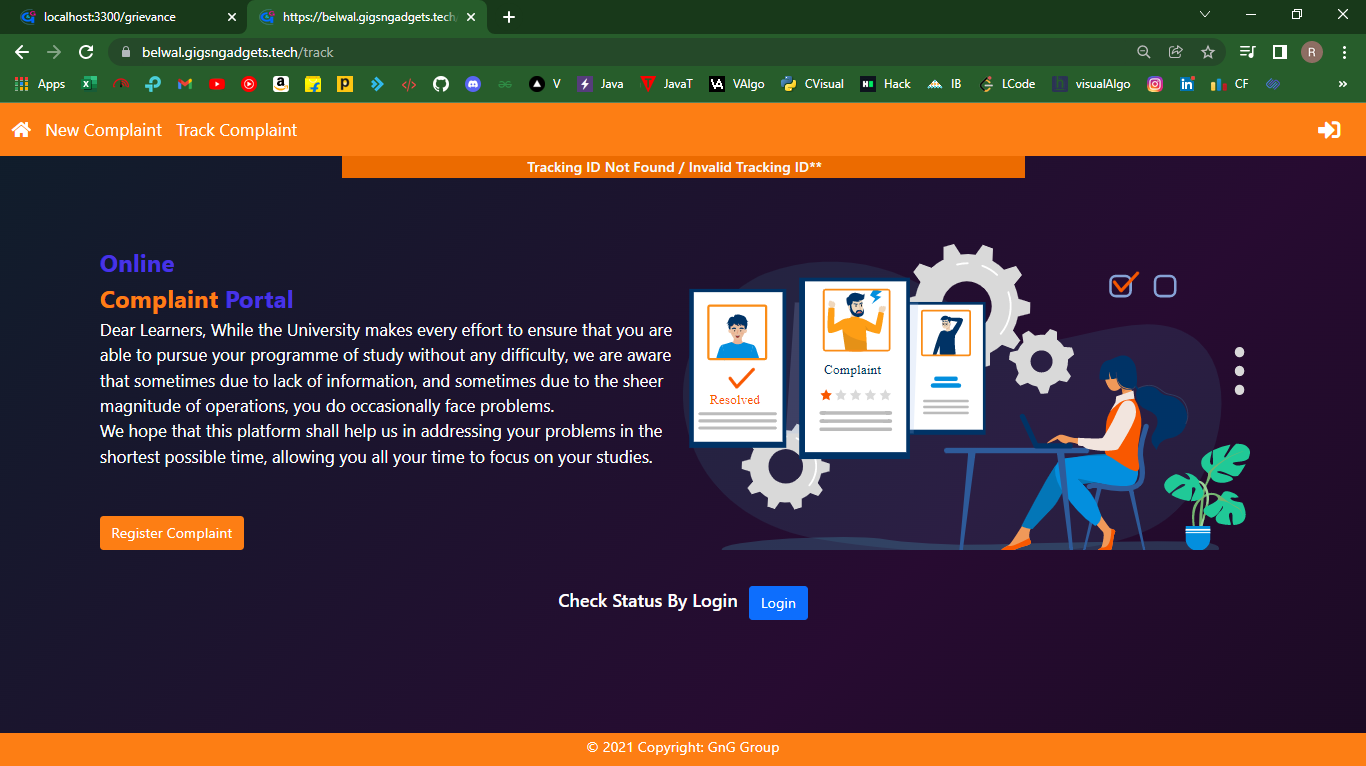 localhost:3300/grievance
https://belwal.gigsngadgets.tech/
belwal.gigsngadgets.tech/track
R
Apps
V
Java
JavaT
VAlgo
CVisual
Hack
IB
LCode
visualAlgo
CF
»
New Complaint
Track Complaint
Tracking ID Not Found / Invalid Tracking ID**
Online
Complaint Portal
Dear Learners, While the University makes every effort to ensure that you are
able to pursue your programme of study without any difficulty, we are aware
that sometimes due to lack of information, and sometimes due to the sheer
magnitude of operations, you do occasionally face problems.
We hope that this platform shall help us in addressing your problems in the
shortest possible time, allowing you all your time to focus on your studies.
Resolved
Complaint
Register Complaint
Check Status By Login
Login
© 2021 Copyright: GnG Group